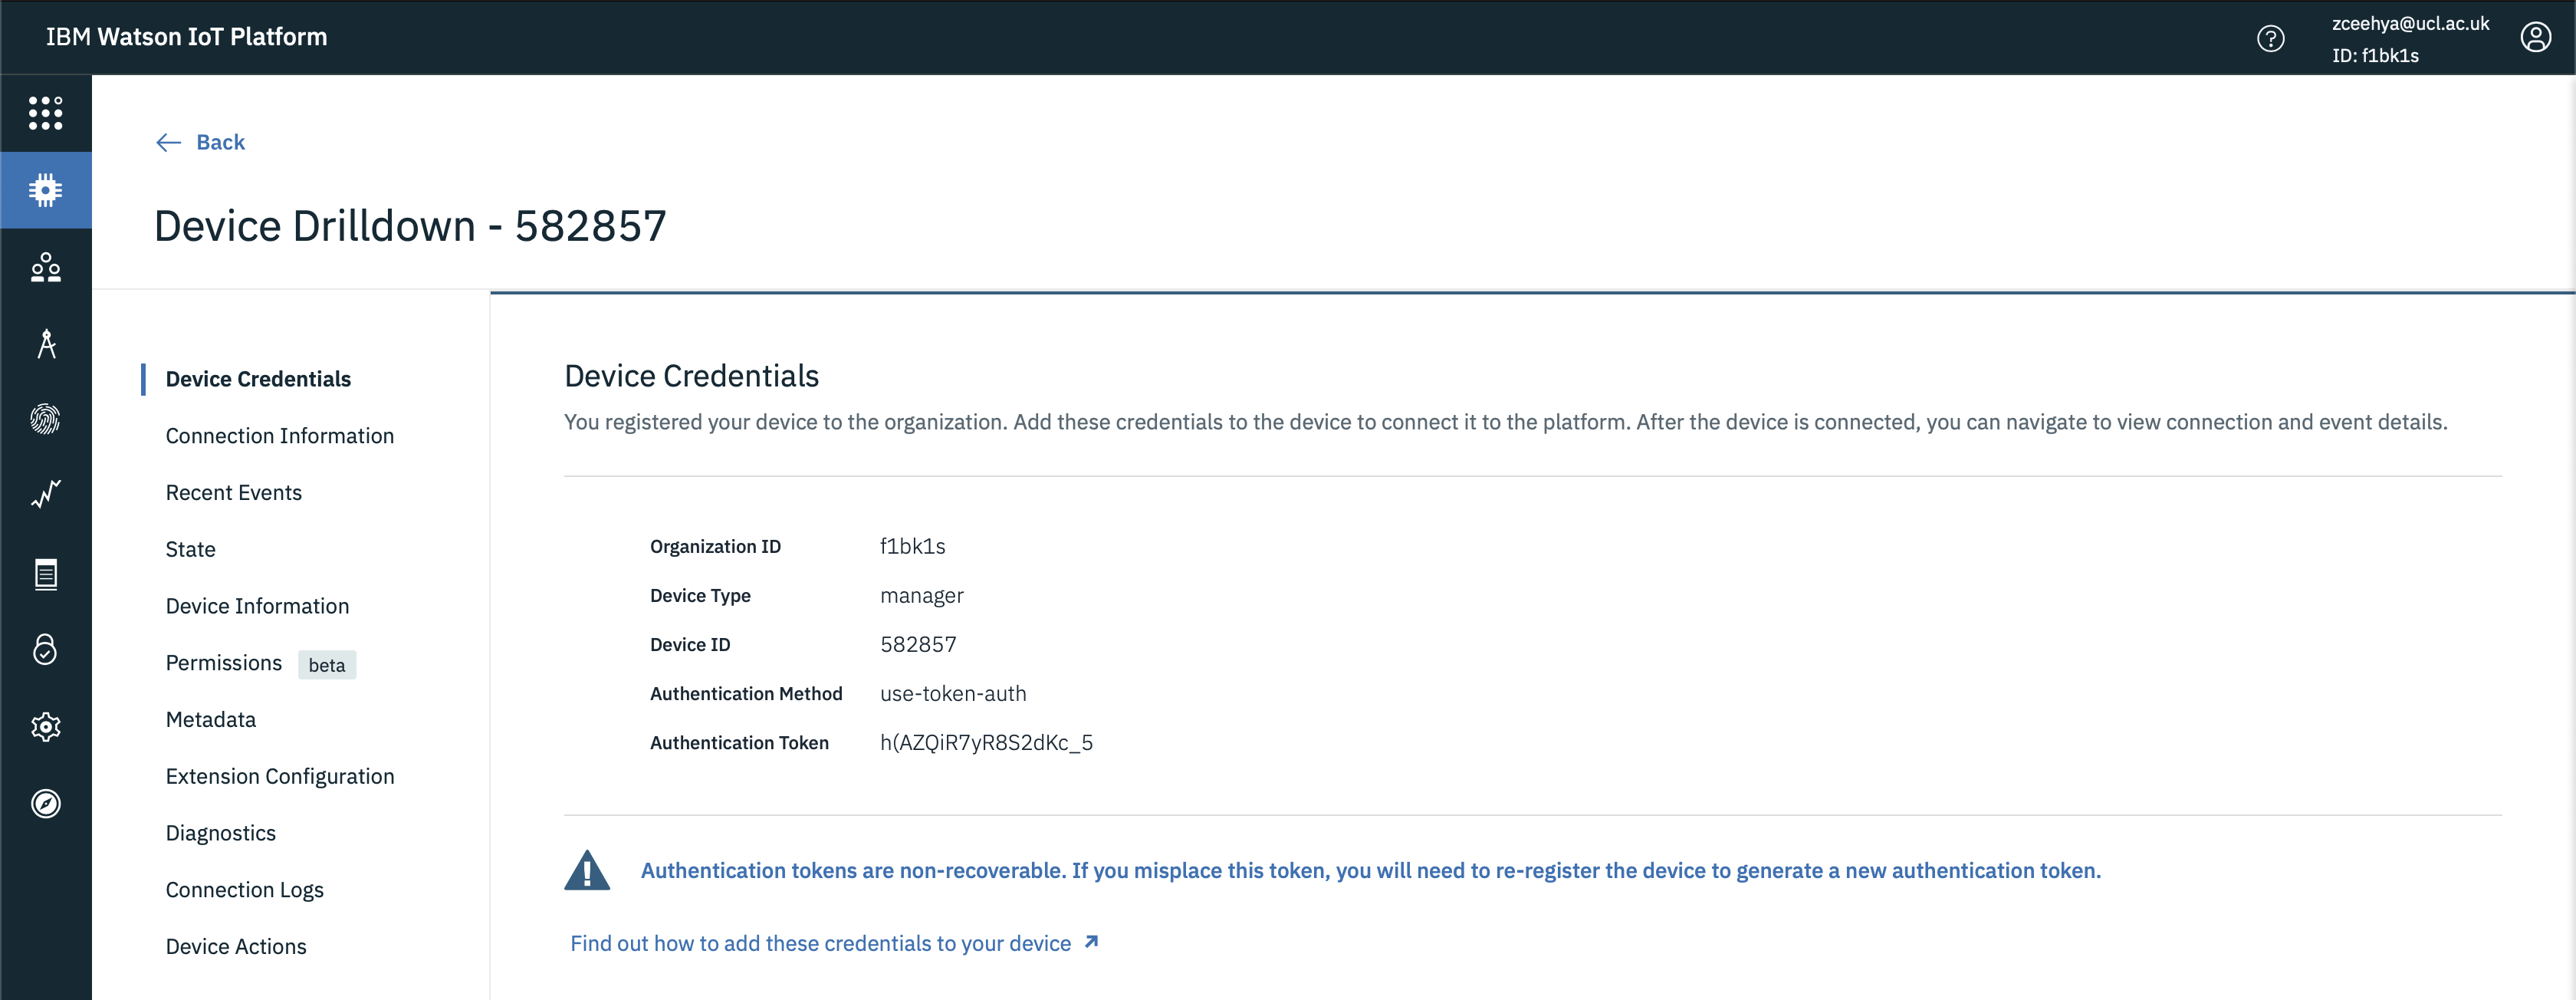 IBM Watson IoT Platform
zceehya@ucl.ac.uk
ID: f1bk1s
Back
Device Drilldown - 582857
Device Credentials
Connection Information
Recent Events
State
Device Information
Permissions beta
Metadata
Extension Configuration
Diagnostics
Connection Logs
Device Actions
Device Credentials
You registered your device to the organization. Add these credentials to the device to connect it to the platform. After the device is connected, you can navigate to view connection and event details.
Organization ID f1bk1s
Device Type manager
Device ID 582857
Authentication Method use-token-auth
Authentication Token h(AZQiR7yR8S2dKc_5
Authentication tokens are non-recoverable. If you misplace this token, you will need to re-register the device to generate a new authentication token.
Find out how to add these credentials to your device